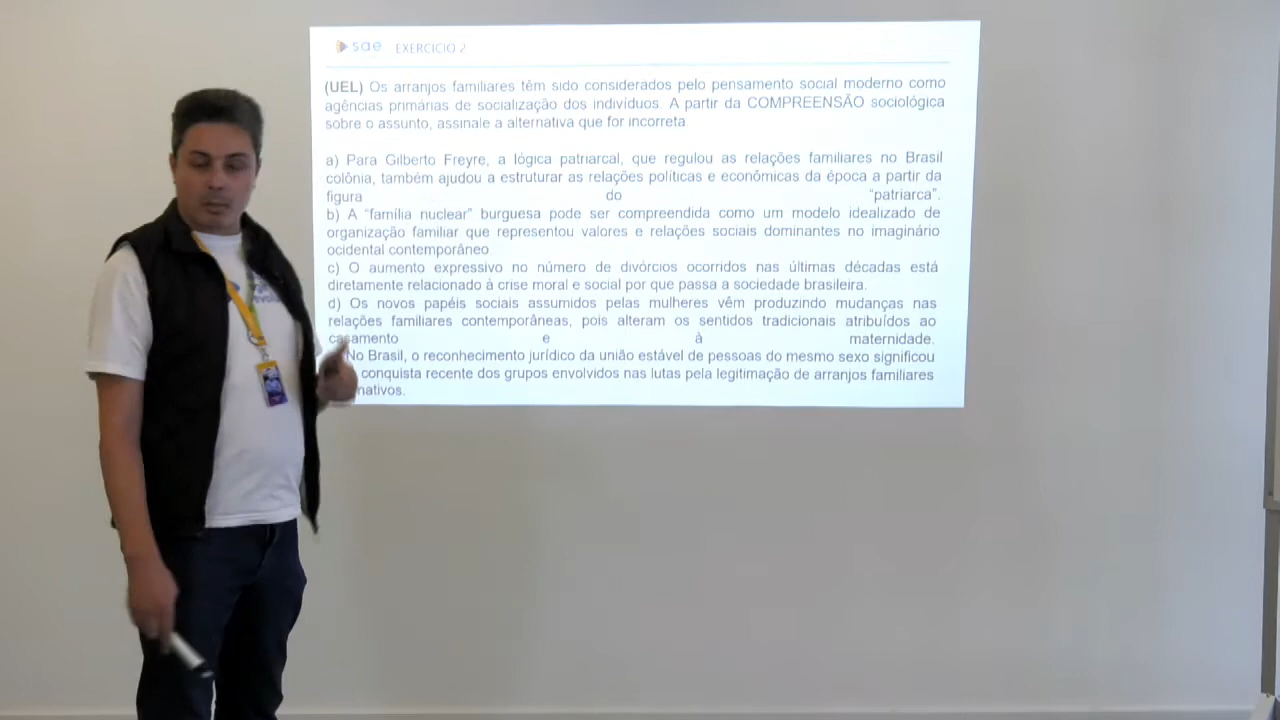 sae EXERCICIO 2
(UEL) Os arranjos familiares têm sido considerados pelo pensamento social moderno como
agências primárias de socialização dos indivíduos. A partir da COMPREENSÃO sociológica
sobre o assunto, assinale a alternativa que for incorreta
a) Para Gilberto Freyre, a lógica patriarcal, que regulou as relações familiares no Brasil
colônia, também ajudou a estruturar as relações políticas e econômicas da época a partir da
figura do “patriarca”.
b) A “família nuclear” burguesa pode ser compreendida como um modelo idealizado de
organização familiar que representou valores e relações sociais dominantes no imaginário
ocidental contemporâneo
c) O aumento expressivo no número de divórcios ocorridos nas últimas décadas está
diretamente relacionado à crise moral e social por que passa a sociedade brasileira.
d) Os novos papéis sociais assumidos pelas mulheres vêm produzindo mudanças nas
relações familiares contemporâneas, pois alteram os sentidos tradicionais atribuídos ao
casamento e à maternidade.
No Brasil, o reconhecimento jurídico da união estável de pessoas do mesmo sexo significou
conquista recente dos grupos envolvidos nas lutas pela legitimação de arranjos familiares
nativos.